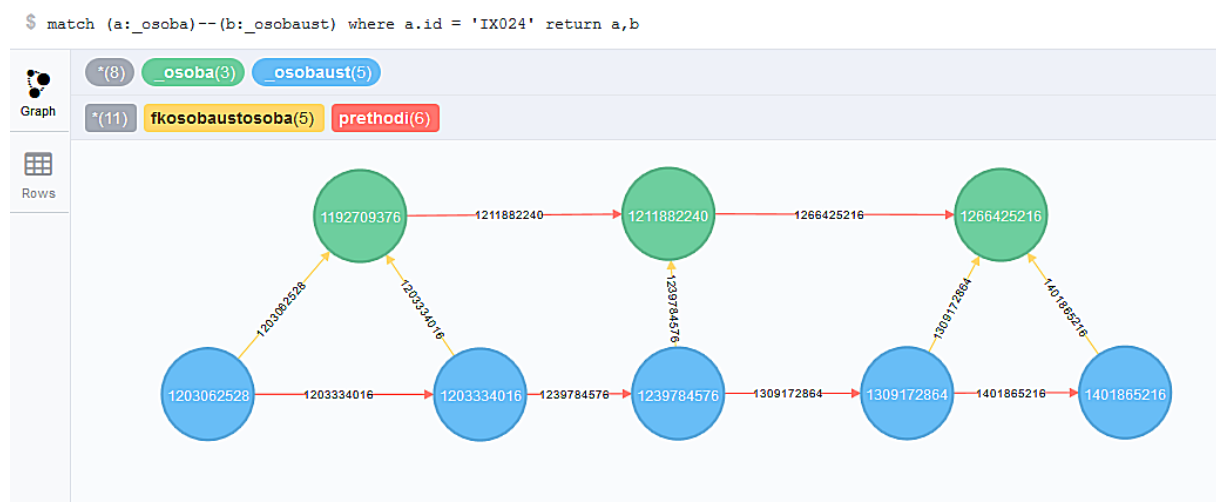 $ match (a:_osoba)--(b:_osobaust) where a.id = 'IX024' return a,b
*(8) _osoba(3) _osobaust(5)
Graph
*(11) fkosobaustosoba(5) prethodi(6)
Rows
1192709376 1211882240 1211882240 1266425216 1266425216
1203062528 1203334016 1239784576 1309172864 1401865216
1203062528 1203334016 1203334016 1239784576 1239784576 1309172864 1309172864 1401865216 1401865216